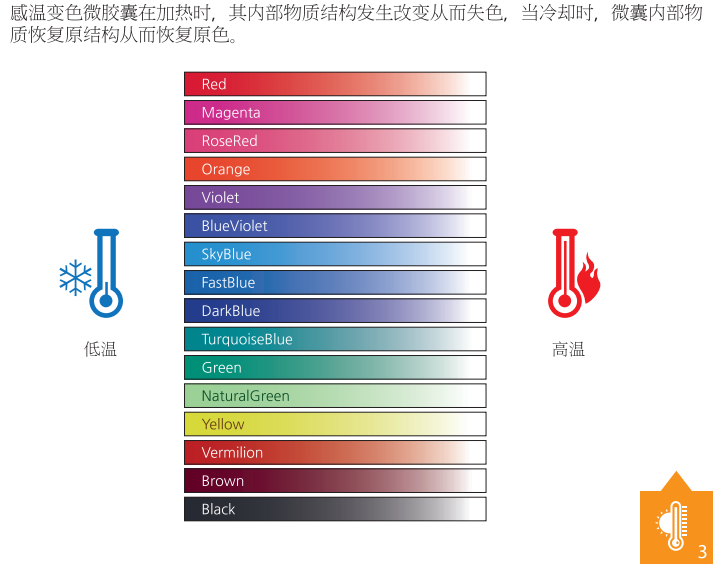 感温变色微胶囊在加热时，其内部物质结构发生改变从而失色，当冷却时，微囊内部物
质恢复原结构从而恢复原色。
Red
Magenta
RoseRed
Orange
Violet
BlueViolet
SkyBlue
FastBlue
DarkBlue
TurquoiseBlue
Green
NaturalGreen
Yellow
Vermilion
Brown
Black
低温
高温
3